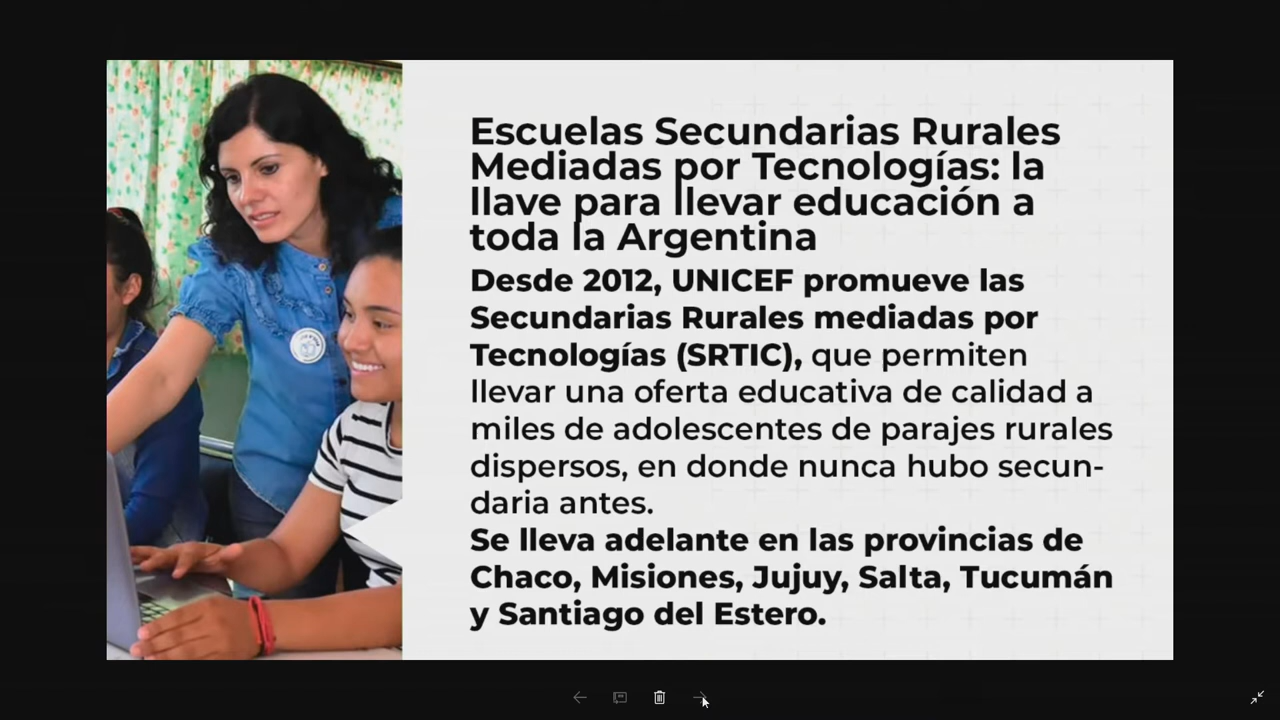 Escuelas Secundarias Rurales
Mediadas por Tecnologías: la
llave para llevar educación a
toda la Argentina
Desde 2012, UNICEF promueve las
Secundarias Rurales mediadas por
Tecnologías (SRTIC), que permiten
llevar una oferta educativa de calidad a
miles de adolescentes de parajes rurales
dispersos, en donde nunca hubo secun-
daria antes.
Se lleva adelante en las provincias de
Chaco, Misiones, Jujuy, Salta, Tucumán
y Santiago del Estero.